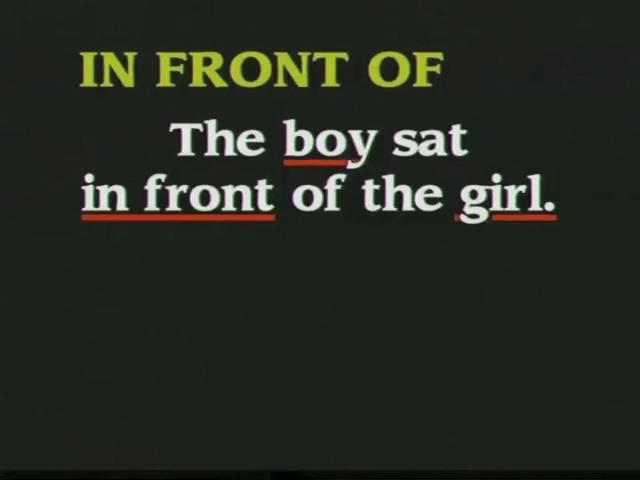 IN FRONT OF
The boy sat
in front of the girl.